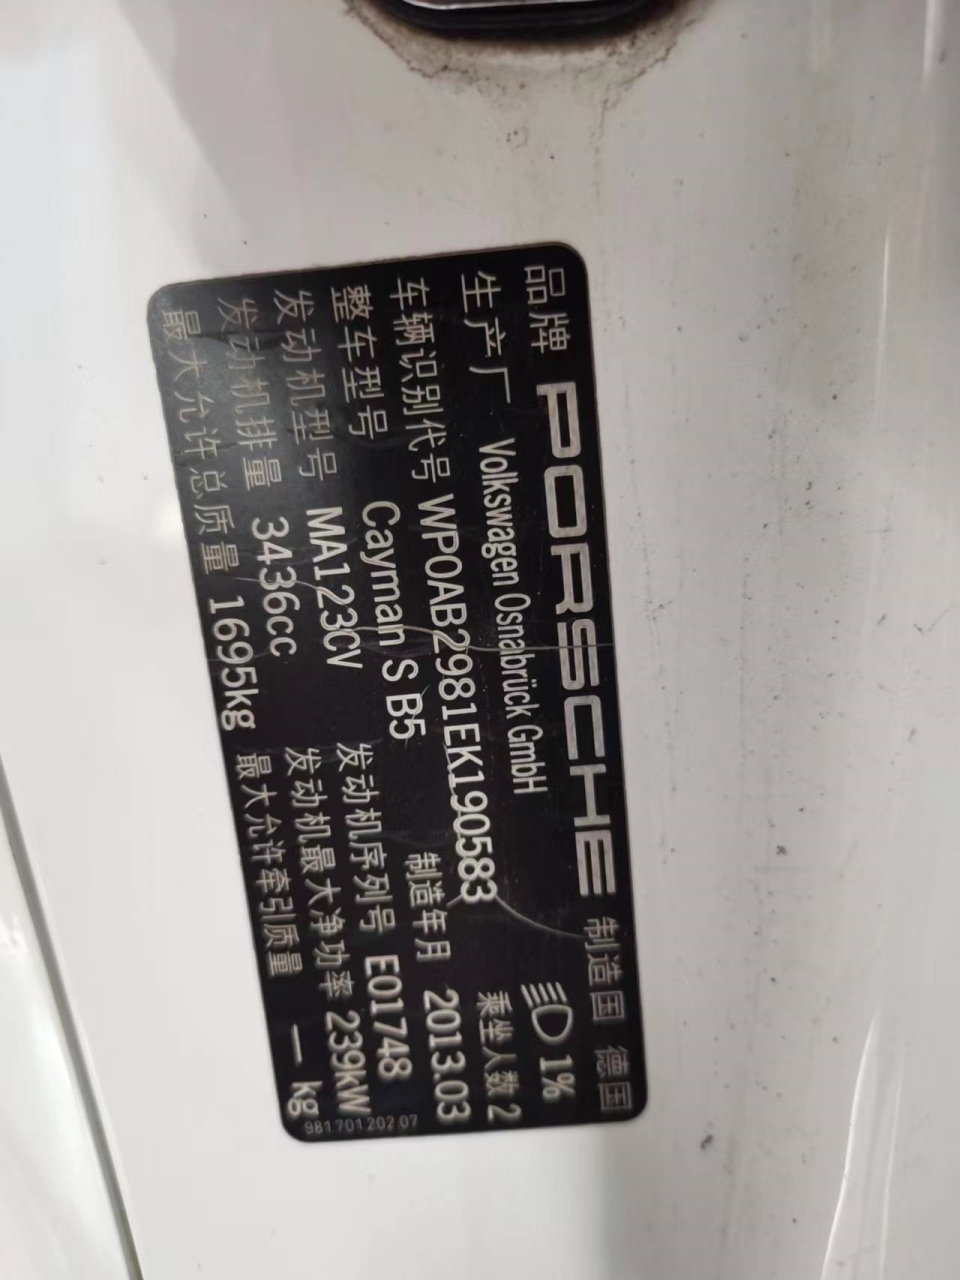 品牌 PORSCHE 制造国 德国
生产厂 Volkswagen Osnabrück GmbH 1%
车辆识别代号 WP0AB2981EK190583 乘坐人数 2
整车型号 Cayman S B5 制造年月 2013.03
发动机型号 MA123CV 发动机序列号 E01748
发动机排量 3436cc 发动机最大净功率 239kW
最大允许总质量 1695kg 最大允许牵引质量 — kg
981 701 202 07